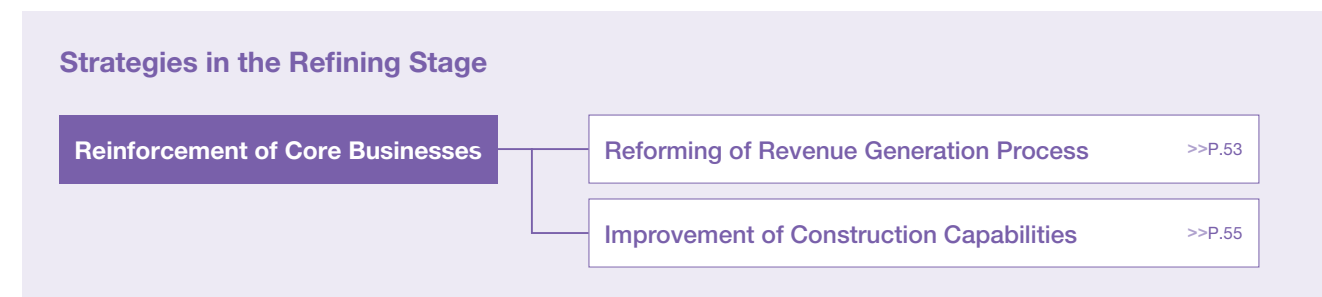 Strategies in the Refining Stage
Reinforcement of Core Businesses
Reforming of Revenue Generation Process >>P.53
Improvement of Construction Capabilities >>P.55